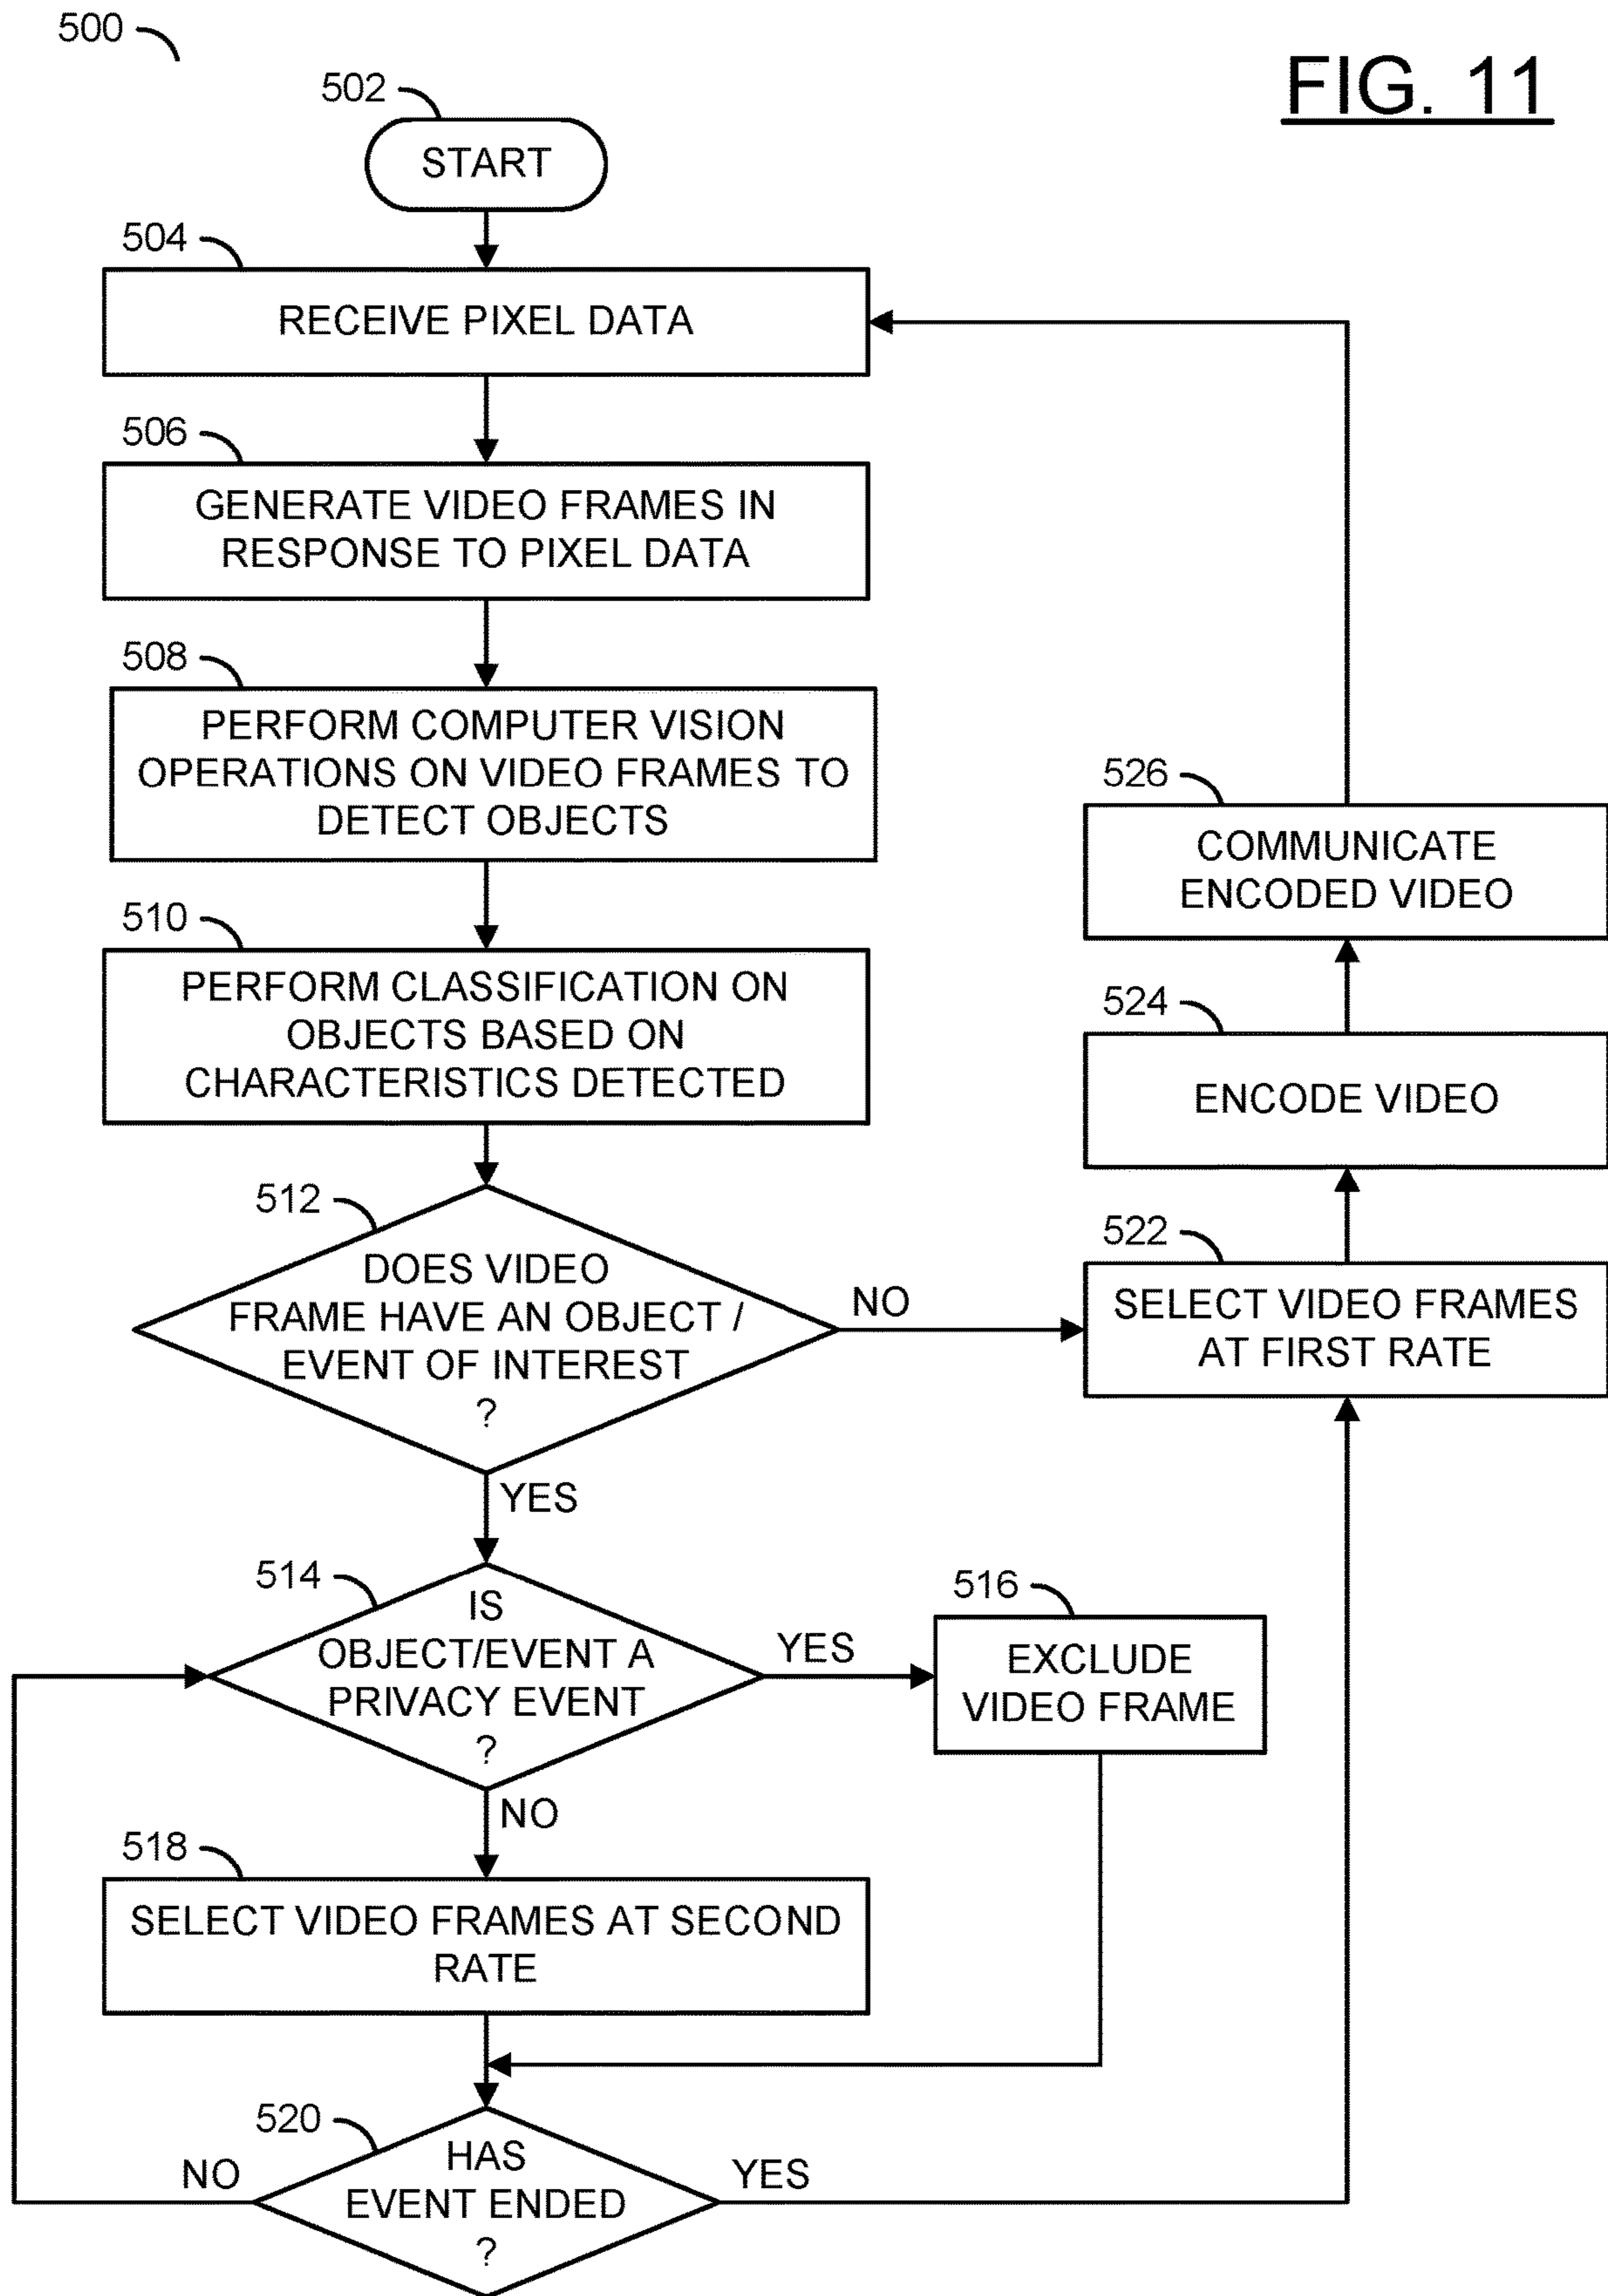 500
FIG. 11
502
START
504
RECEIVE PIXEL DATA
506
GENERATE VIDEO FRAMES IN
RESPONSE TO PIXEL DATA
508
PERFORM COMPUTER VISION
OPERATIONS ON VIDEO FRAMES TO
DETECT OBJECTS
510
PERFORM CLASSIFICATION ON
OBJECTS BASED ON
CHARACTERISTICS DETECTED
512
DOES VIDEO
FRAME HAVE AN OBJECT /
EVENT OF INTEREST
?
NO
YES
514
IS
OBJECT/EVENT A
PRIVACY EVENT
?
YES
NO
516
EXCLUDE
VIDEO FRAME
518
SELECT VIDEO FRAMES AT SECOND
RATE
520
HAS
EVENT ENDED
?
NO
YES
522
SELECT VIDEO FRAMES
AT FIRST RATE
524
ENCODE VIDEO
526
COMMUNICATE
ENCODED VIDEO